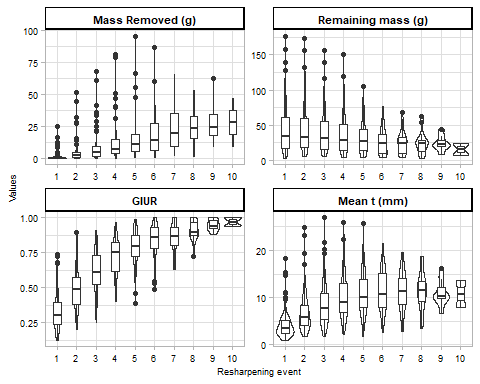 Mass Removed (g)
Remaining mass (g)
100
75
50
25
0
150
100
50
0
1 2 3 4 5 6 7 8 9 10
1 2 3 4 5 6 7 8 9 10
GIUR
Mean t (mm)
1.00
0.75
0.50
0.25
20
10
0
1 2 3 4 5 6 7 8 9 10
1 2 3 4 5 6 7 8 9 10
Values
Resharpening event